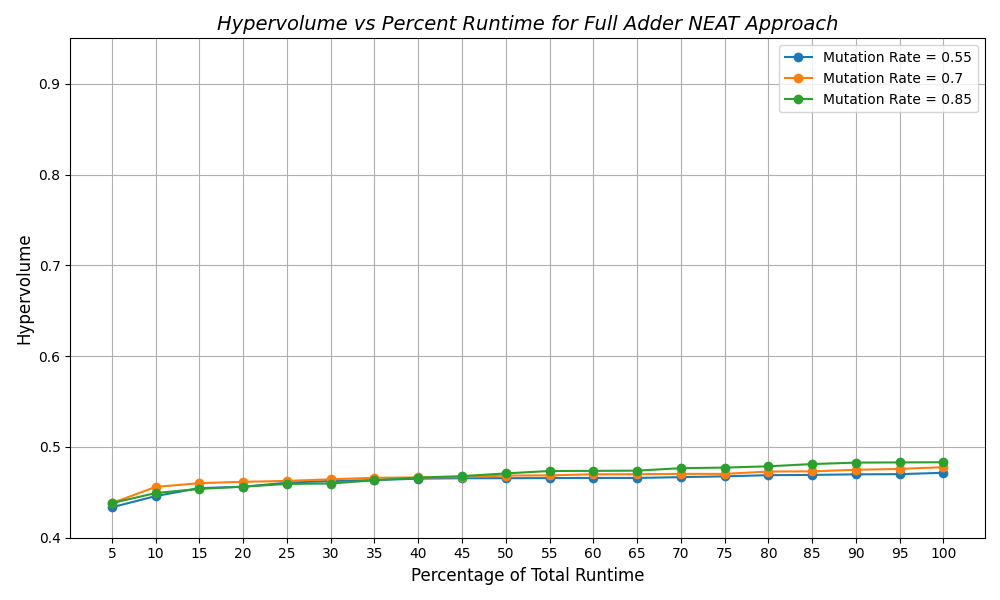 Hypervolume vs Percent Runtime for Full Adder NEAT Approach
Mutation Rate = 0.55
Mutation Rate = 0.7
Mutation Rate = 0.85
Hypervolume
0.9
0.8
0.7
0.6
0.5
0.4
5 10 15 20 25 30 35 40 45 50 55 60 65 70 75 80 85 90 95 100
Percentage of Total Runtime